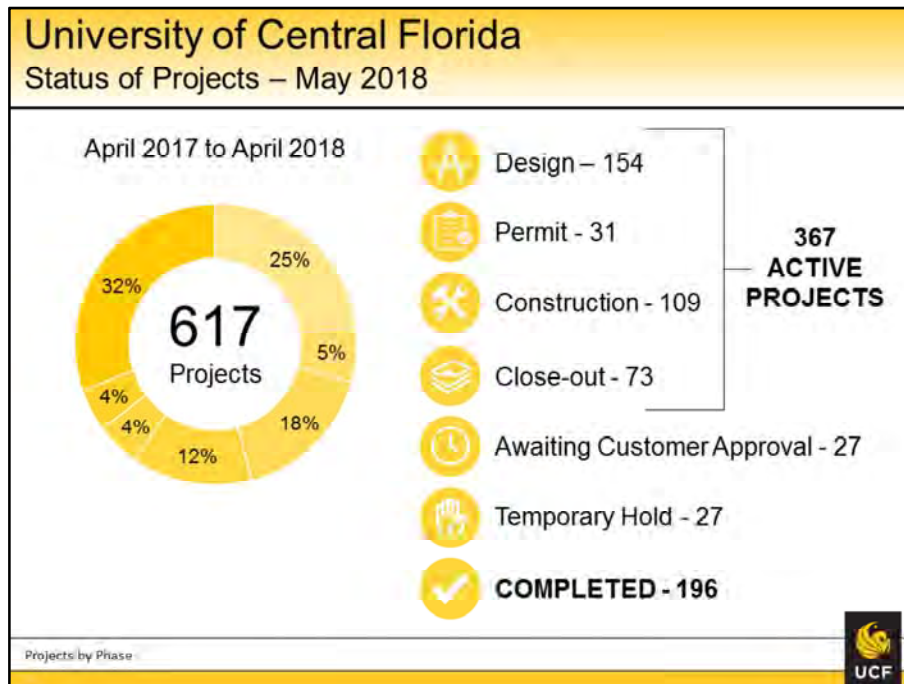 University of Central Florida
Status of Projects – May 2018
April 2017 to April 2018
25%
5%
18%
12%
4%
4%
32%
617
Projects
Design – 154
Permit - 31
Construction - 109
Close-out - 73
367
ACTIVE
PROJECTS
Awaiting Customer Approval - 27
Temporary Hold - 27
COMPLETED - 196
Projects by Phase
UCF